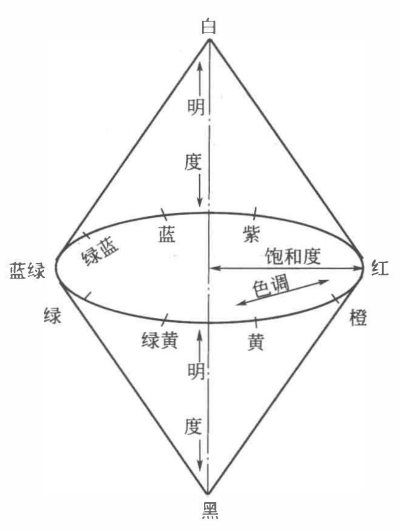 白
明
度
绿蓝
蓝
紫
蓝绿
饱和度
红
色调
绿
绿黄
黄
橙
明
度
黑